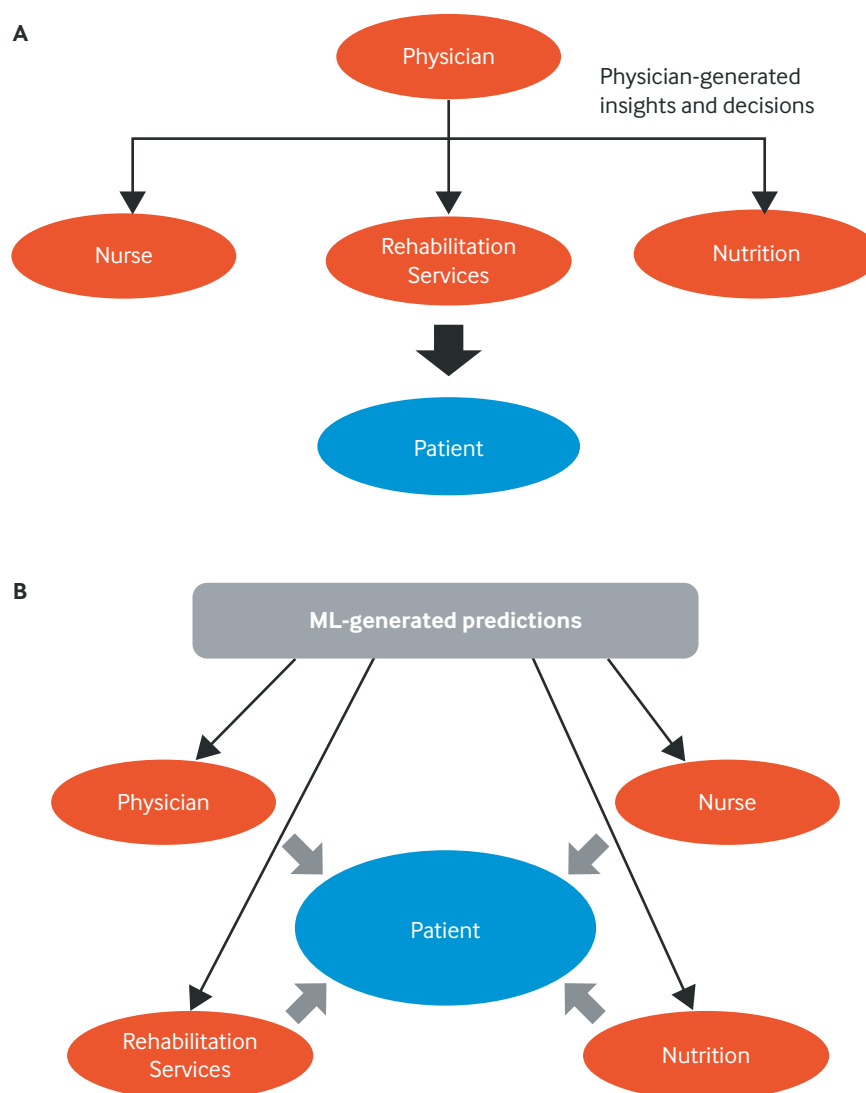 A
Physician
Physician-generated
insights and decisions
Nurse
Rehabilitation
Services
Nutrition
Patient
B
ML-generated predictions
Physician
Nurse
Patient
Rehabilitation
Services
Nutrition